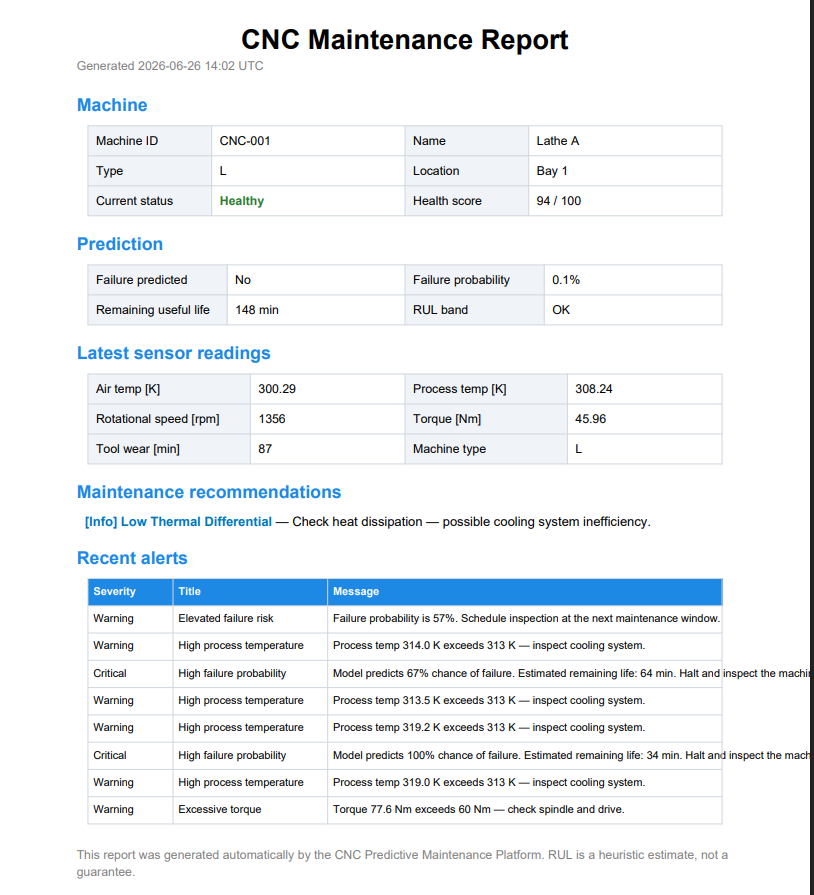 CNC Maintenance Report
Generated 2026-06-26 14:02 UTC
Machine
Machine ID CNC-001 Name Lathe A
Type L Location Bay 1
Current status Healthy Health score 94 / 100
Prediction
Failure predicted No Failure probability 0.1%
Remaining useful life 148 min RUL band OK
Latest sensor readings
Air temp [K] 300.29 Process temp [K] 308.24
Rotational speed [rpm] 1356 Torque [Nm] 45.96
Tool wear [min] 87 Machine type L
Maintenance recommendations
[Info] Low Thermal Differential — Check heat dissipation — possible cooling system inefficiency.
Recent alerts
Severity Title Message
Warning Elevated failure risk Failure probability is 57%. Schedule inspection at the next maintenance window.
Warning High process temperature Process temp 314.0 K exceeds 313 K — inspect cooling system.
Critical High failure probability Model predicts 67% chance of failure. Estimated remaining life: 64 min. Halt and inspect the
Warning High process temperature Process temp 313.5 K exceeds 313 K — inspect cooling system.
Warning High process temperature Process temp 319.2 K exceeds 313 K — inspect cooling system.
Critical High failure probability Model predicts 100% chance of failure. Estimated remaining life: 34 min. Halt and inspect the
Warning High process temperature Process temp 319.0 K exceeds 313 K — inspect cooling system.
Warning Excessive torque Torque 77.6 Nm exceeds 60 Nm — check spindle and drive.
This report was generated automatically by the CNC Predictive Maintenance Platform. RUL is a heuristic estimate, not a
guarantee.